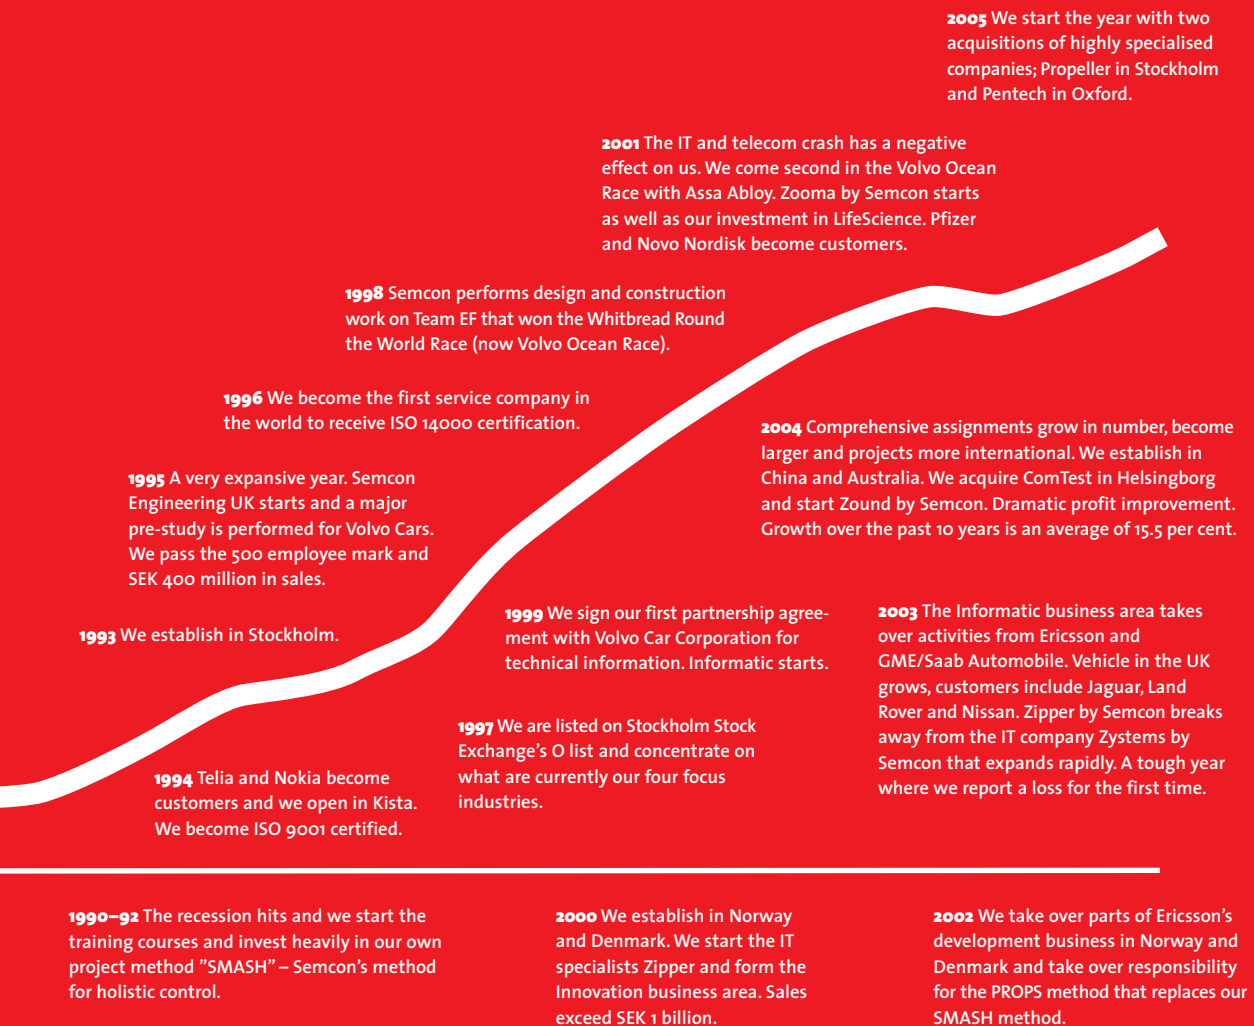 2005 We start the year with two
acquisitions of highly specialised
companies; Propeller in Stockholm
and Pentech in Oxford.
2001 The IT and telecom crash has a negative
effect on us. We come second in the Volvo Ocean
Race with Assa Abloy. Zooma by Semcon starts
as well as our investment in LifeScience. Pfizer
and Novo Nordisk become customers.
1998 Semcon performs design and construction
work on Team EF that won the Whitbread Round
the World Race (now Volvo Ocean Race).
1996 We become the first service company in
the world to receive ISO 14000 certification.
2004 Comprehensive assignments grow in number, become
larger and projects more international. We establish in
China and Australia. We acquire ComTest in Helsingborg
and start Zound by Semcon. Dramatic profit improvement.
Growth over the past 10 years is an average of 15.5 per cent.
1995 A very expansive year. Semcon
Engineering UK starts and a major
pre-study is performed for Volvo Cars.
We pass the 500 employee mark and
SEK 400 million in sales.
1993 We establish in Stockholm.
1999 We sign our first partnership agree-
ment with Volvo Car Corporation for
technical information. Informatic starts.
2003 The Informatic business area takes
over activities from Ericsson and
GME/Saab Automobile. Vehicle in the UK
grows, customers include Jaguar, Land
Rover and Nissan. Zipper by Semcon breaks
away from the IT company Zystems by
Semcon that expands rapidly. A tough year
where we report a loss for the first time.
1997 We are listed on Stockholm Stock
Exchange's O list and concentrate on
what are currently our four focus
industries.
1994 Telia and Nokia become
customers and we open in Kista.
We become ISO 9001 certified.
1990–92 The recession hits and we start the
training courses and invest heavily in our own
project method ”SMASH” – Semcon's method
for holistic control.
2000 We establish in Norway
and Denmark. We start the IT
specialists Zipper and form the
Innovation business area. Sales
exceed SEK 1 billion.
2002 We take over parts of Ericsson's
development business in Norway and
Denmark and take over responsibility
for the PROPS method that replaces our
SMASH method.